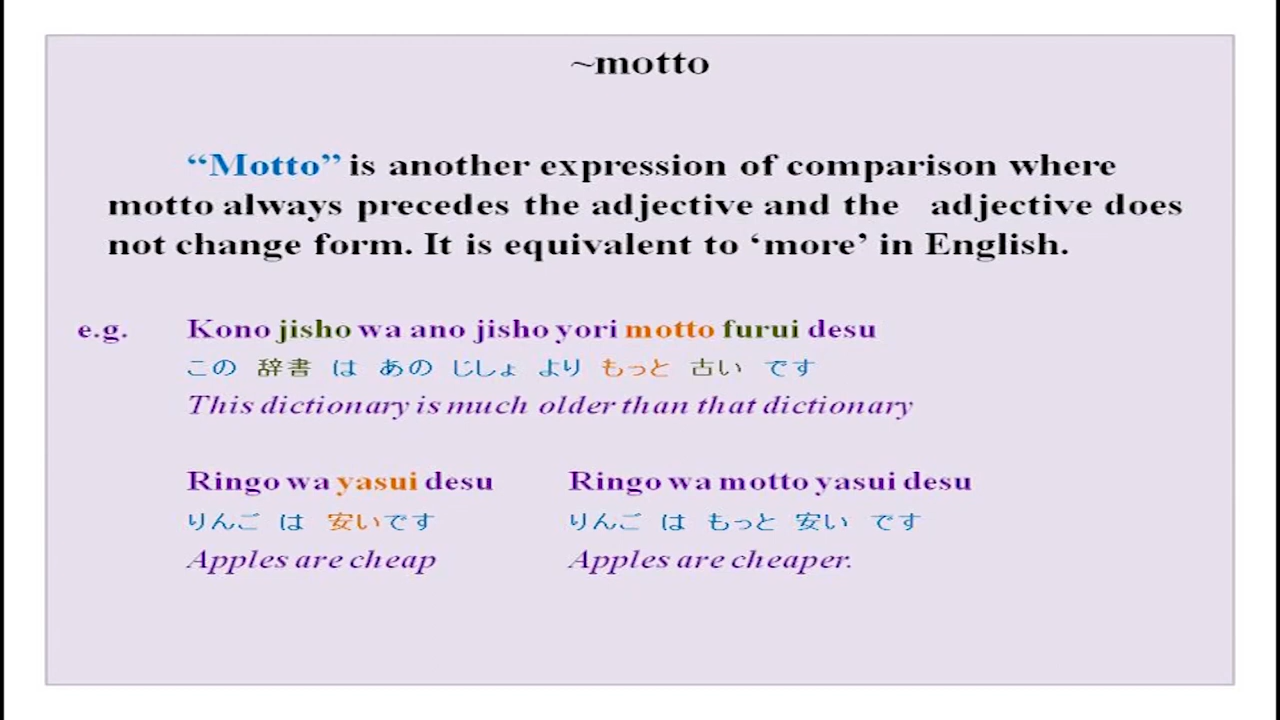 ~motto
“Motto” is another expression of comparison where
motto always precedes the adjective and the adjective does
not change form. It is equivalent to ‘more’ in English.
e.g. Kono jisho wa ano jisho yori motto furui desu
この 辞書 は あの じしょ より もっと 古い です
This dictionary is much older than that dictionary
Ringo wa yasui desu Ringo wa motto yasui desu
りんご は 安いです りんご は もっと 安い です
Apples are cheap Apples are cheaper.